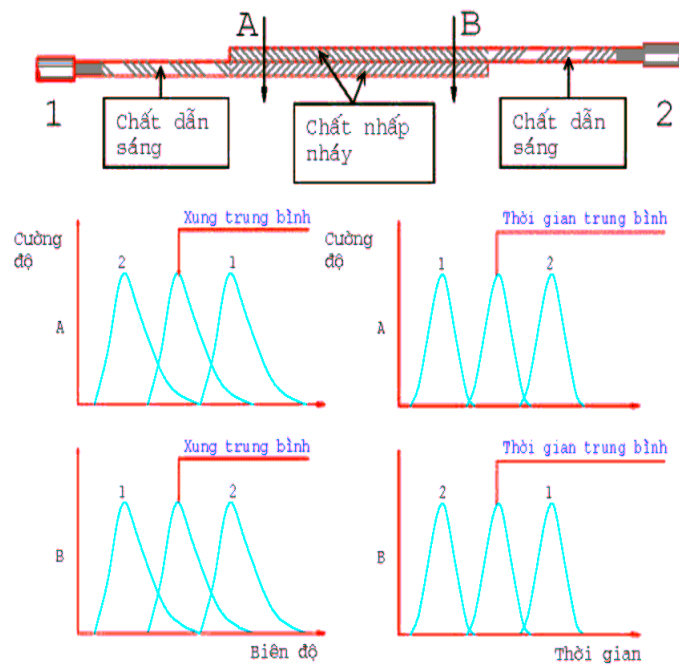 A
B
1
2
Chất dẫn
sáng
Chất nhấp
nháy
Chất dẫn
sáng
Xung trung bình
Cường
độ
2
1
A
Thời gian trung bình
Cường
độ
1
2
A
Xung trung bình
1
2
B
Biên độ
Thời gian trung bình
2
1
B
Thời gian